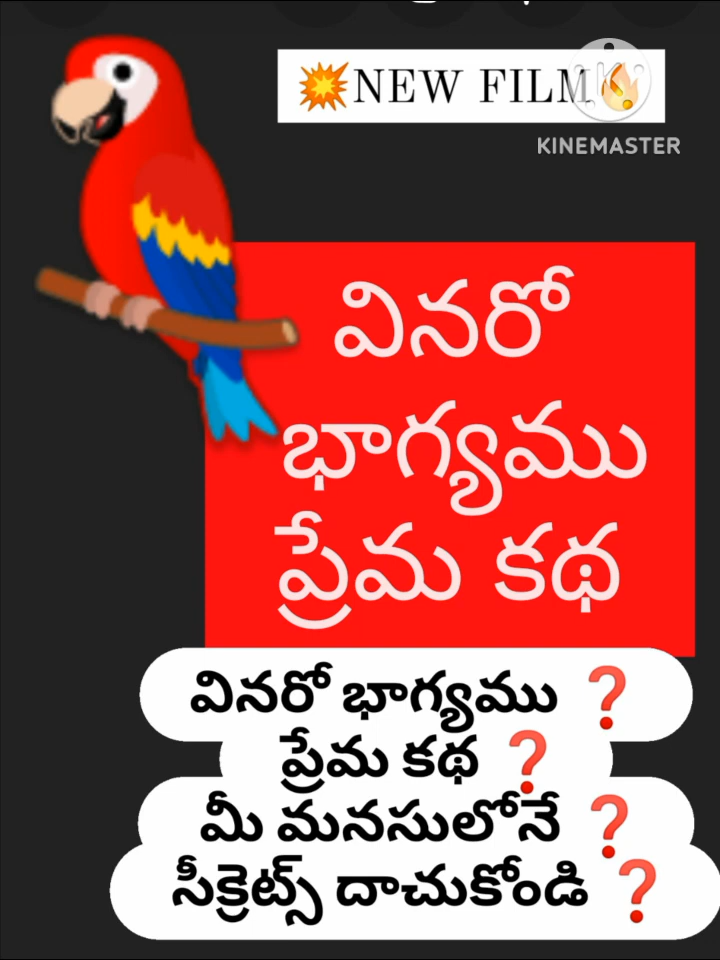 💥NEW FILM🔥
KINEMASTER
వినరో
భాగ్యము
ప్రేమ కథ
వినరో భాగ్యము ❓
ప్రేమ కథ ❓
మీ మనసులోనే ❓
సీక్రెట్స్ దాచుకోండి ❓